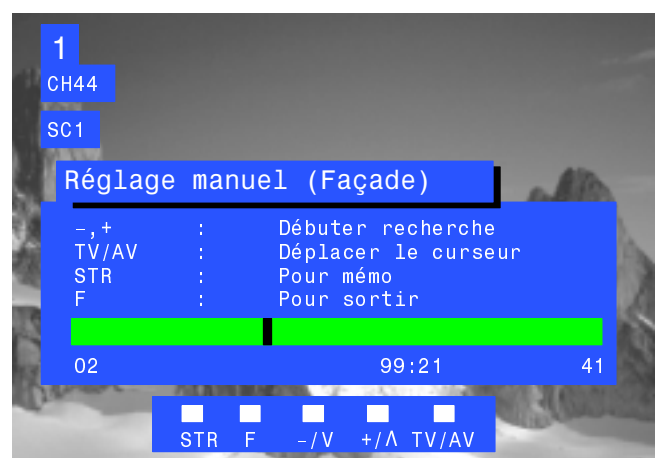 1
CH44
SC1
Réglage manuel (Façade)
–,+ : Débuter recherche
TV/AV : Déplacer le curseur
STR : Pour mémo
F : Pour sortir
02 99:21 41
STR F –/V +/Λ TV/AV